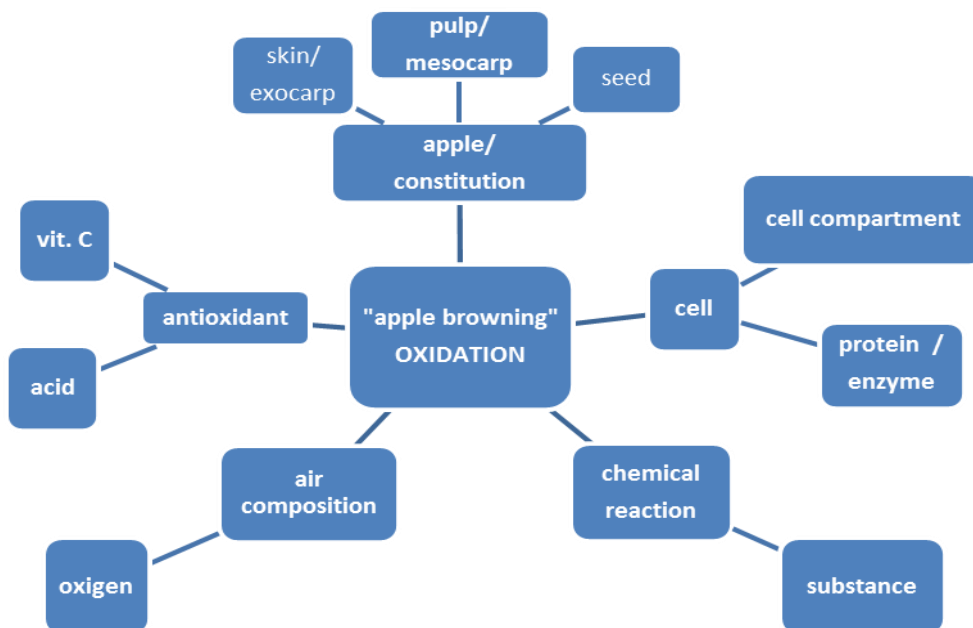 pulp/
mesocarp
skin/
exocarp
seed
apple/
constitution
cell compartment
vit. C
antioxidant
"apple browning"
OXIDATION
cell
protein / 
enzyme
acid
air
composition
chemical
reaction
oxigen
substance